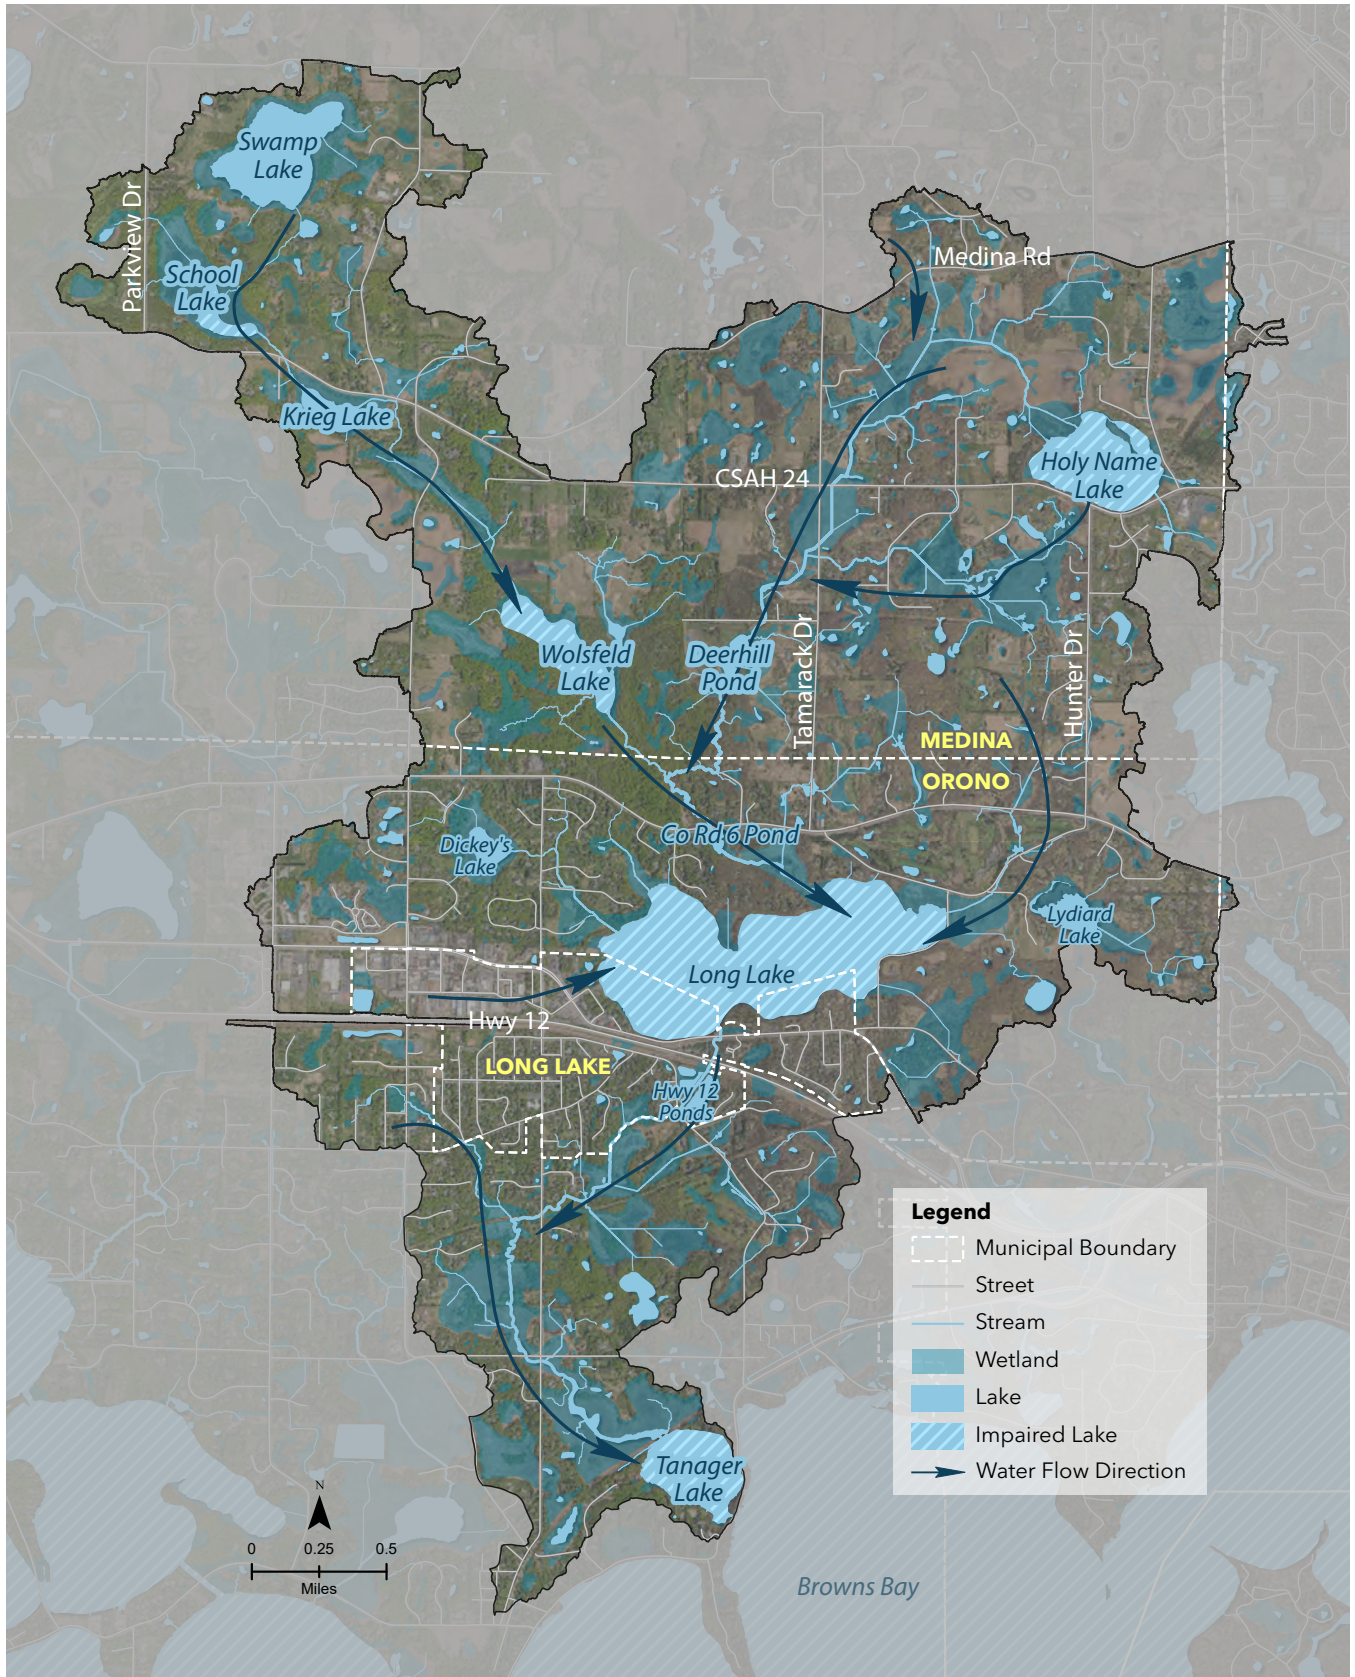 Swamp
Lake
Parkview Dr
School
Lake
Medina Rd
Krieg Lake
Holy Name
Lake
CSAH 24
Wolsfeld
Lake
Deerhill
Pond
Tamarack Dr
Hunter Dr
MEDINA
ORONO
Co Rd 6 Pond
Dickey's
Lake
Lydiard
Lake
Long Lake
Hwy 12
LONG LAKE
Hwy 12
Ponds
Tanager
Lake
Browns Bay
Legend
Municipal Boundary
Street
Stream
Wetland
Lake
Impaired Lake
Water Flow Direction
N
0 0.25 0.5
Miles